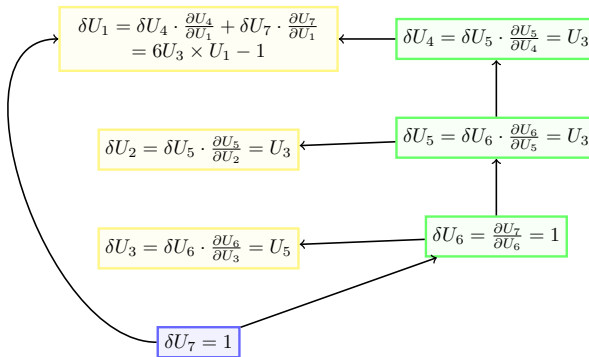 δU₁ = δU₄ · ∂U₄/∂U₁ + δU₇ · ∂U₇/∂U₁
= 6U₃ × U₁ − 1
δU₄ = δU₅ · ∂U₅/∂U₄ = U₃
δU₂ = δU₅ · ∂U₅/∂U₂ = U₃
δU₅ = δU₆ · ∂U₆/∂U₅ = U₃
δU₃ = δU₆ · ∂U₆/∂U₃ = U₅
δU₆ = ∂U₇/∂U₆ = 1
δU₇ = 1